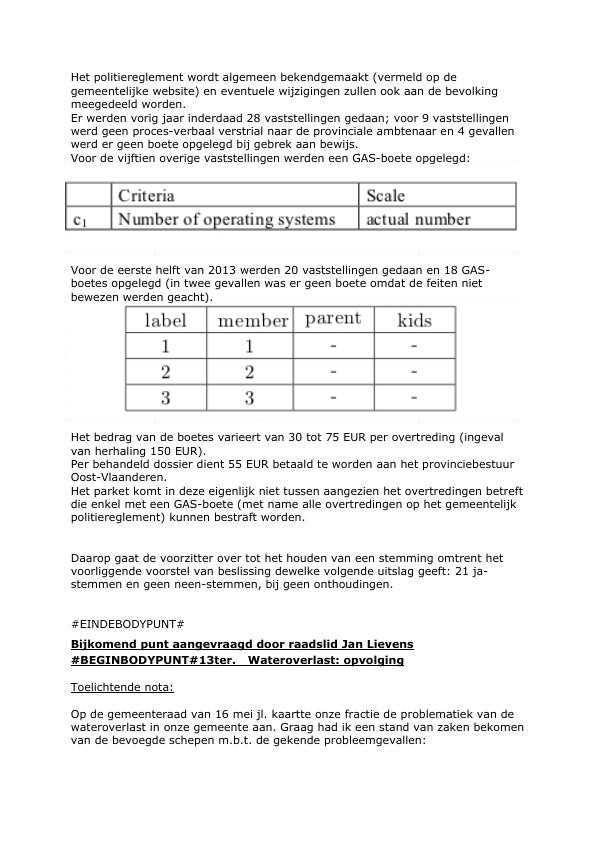 Het politiereglement wordt algemeen bekendgemaakt (vermeld op de
gemeentelijke website) en eventuele wijzigingen zullen ook aan de bevolking
meegedeeld worden.
Er werden vorig jaar inderdaad 28 vaststellingen gedaan; voor 9 vaststellingen
werd geen proces-verbaal verstrial naar de provinciale ambtenaar en 4 gevallen
werd er geen boete opgelegd bij gebrek aan bewijs.
Voor de vijftien overige vaststellingen werden een GAS-boete opgelegd:
Criteria Scale
c1 Number of operating systems actual number
Voor de eerste helft van 2013 werden 20 vaststellingen gedaan en 18 GAS-
boetes opgelegd (in twee gevallen was er geen boete omdat de feiten niet
bewezen werden geacht).
label member parent kids
1 1 - -
2 2 - -
3 3 - -
Het bedrag van de boetes varieert van 30 tot 75 EUR per overtreding (ingeval
van herhaling 150 EUR).
Per behandeld dossier dient 55 EUR betaald te worden aan het provinciebestuur
Oost-Vlaanderen.
Het parket komt in deze eigenlijk niet tussen aangezien het overtredingen betreft
die enkel met een GAS-boete (met name alle overtredingen op het gemeentelijk
politiereglement) kunnen bestraft worden.
Daarop gaat de voorzitter over tot het houden van een stemming omtrent het
voorliggende voorstel van beslissing dewelke volgende uitslag geeft: 21 ja-
stemmen en geen neen-stemmen, bij geen onthoudingen.
#EINDEBODYPUNT#
Bijkomend punt aangevraagd door raadslid Jan Lievens
#BEGINBODYPUNT#13ter. Wateroverlast: opvolging
Toelichtende nota:
Op de gemeenteraad van 16 mei jl. kaartte onze fractie de problematiek van de
wateroverlast in onze gemeente aan. Graag had ik een stand van zaken bekomen
van de bevoegde schepen m.b.t. de gekende probleemgevallen: